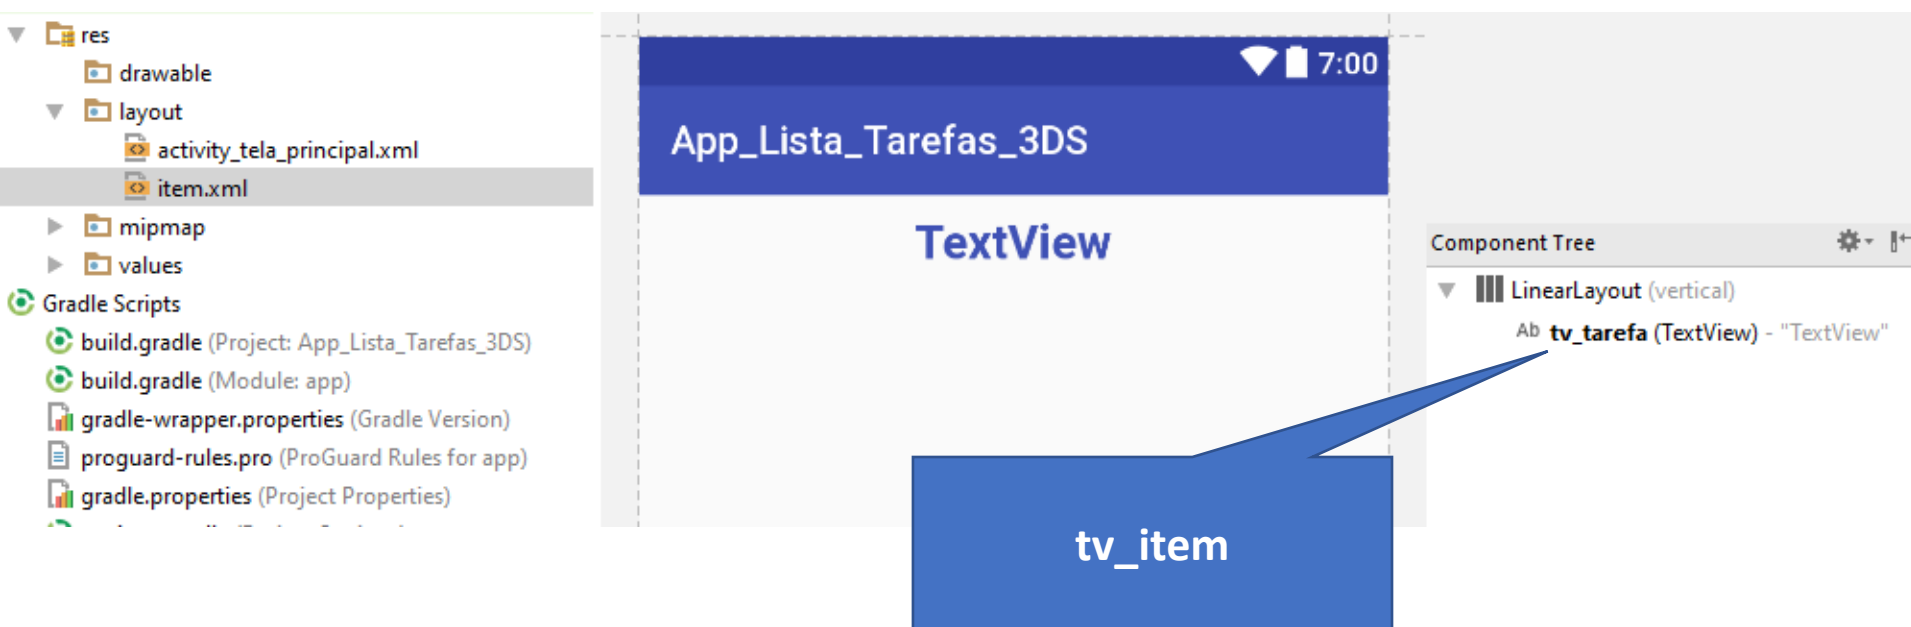 res
drawable
layout
activity_tela_principal.xml
item.xml
mipmap
values
Gradle Scripts
build.gradle (Project: App_Lista_Tarefas_3DS)
build.gradle (Module: app)
gradle-wrapper.properties (Gradle Version)
proguard-rules.pro (ProGuard Rules for app)
gradle.properties (Project Properties)
7:00
App_Lista_Tarefas_3DS
TextView
Component Tree
LinearLayout (vertical)
Ab tv_tarefa (TextView) - "TextView"
tv_item